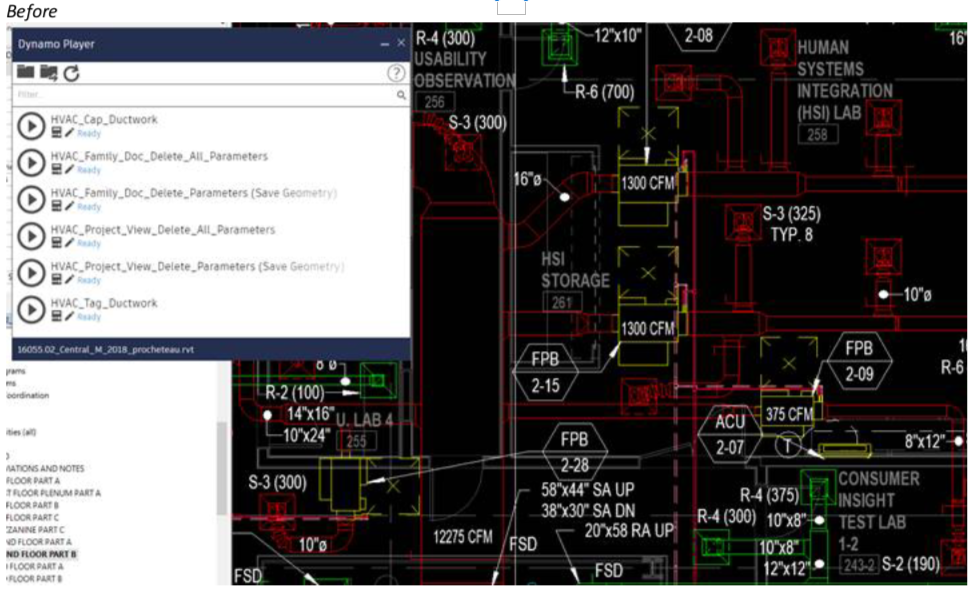 Before
Dynamo Player
Filter...
HVAC_Cap_Ductwork
Ready
HVAC_Family_Doc_Delete_All_Parameters
Ready
HVAC_Family_Doc_Delete_Parameters (Save Geometry)
Ready
HVAC_Project_View_Delete_All_Parameters
Ready
HVAC_Project_View_Delete_Parameters (Save Geometry)
Ready
HVAC_Tag_Ductwork
Ready
16055.02_Central_M_2018_procheteau.rvt
R-4 (300)
USABILITY
OBSERVATION
256
S-3 (300)
12"x10"
2-08
R-6 (700)
HUMAN
SYSTEMS
INTEGRATION
(HSI) LAB
258
16"
16"ø
1300 CFM
S-3 (325)
TYP. 8
HSI
STORAGE
261
10"ø
1300 CFM
FPB
2-15
FPB
2-09
R-6
8"ø
R-2 (100)
14"x16"
10"x24"
U. LAB 4
255
375 CFM
ACU
2-07
T
8"x12"
FPB
2-28
S-3 (300)
58"x44" SA UP
38"x30" SA DN
20"x58 RA UP
R-4 (375)
CONSUMER
INSIGHT
TEST LAB
1-2
243-2
R-4 (300)
10"x8"
10"x8"
12"x12"
S-2 (190)
10"ø
12275 CFM
FSD
FSD
FSD
grams
ms
oordination
ities (all)
IATIONS AND NOTES
FLOOR PART A
T FLOOR PLENUM PART A
FLOOR PART B
FLOOR PART C
ZZANINE PART C
ND FLOOR PART A
ND FLOOR PART B
FLOOR PART A
FLOOR PART B